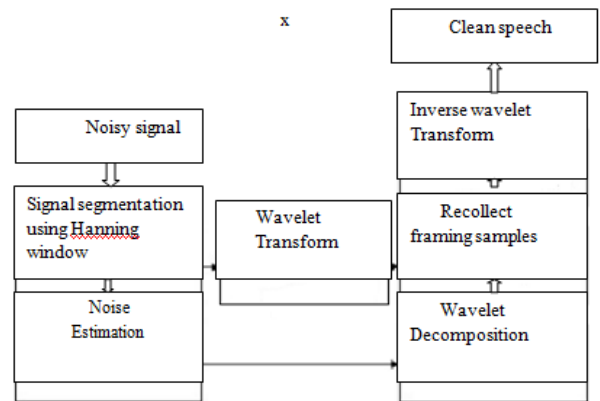 x
Clean speech
Noisy signal
Inverse wavelet
Transform
Signal segmentation
using Hanning
window
Wavelet
Transform
Recollect
framing samples
Noise
Estimation
Wavelet
Decomposition